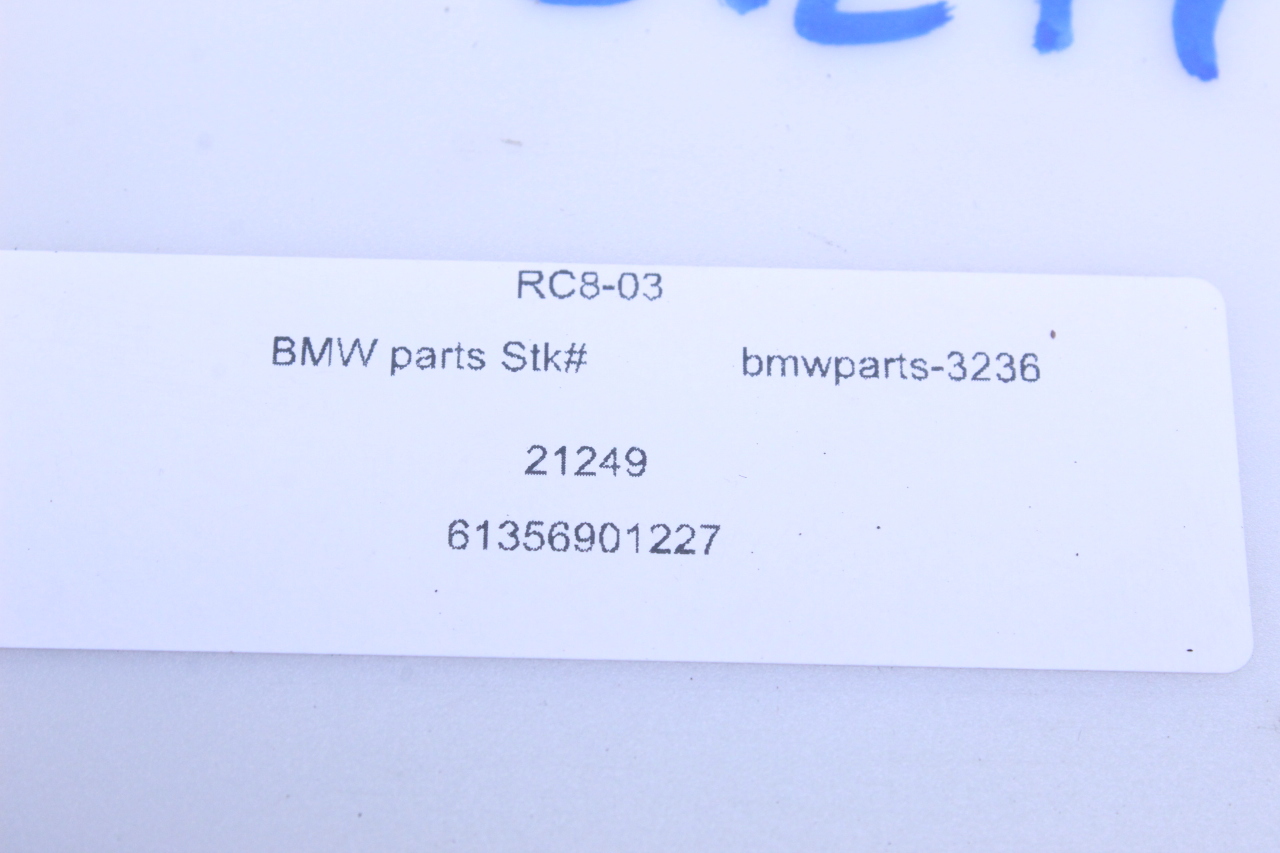 RC8-03
BMW parts Stk# bmwparts-3236
21249
61356901227